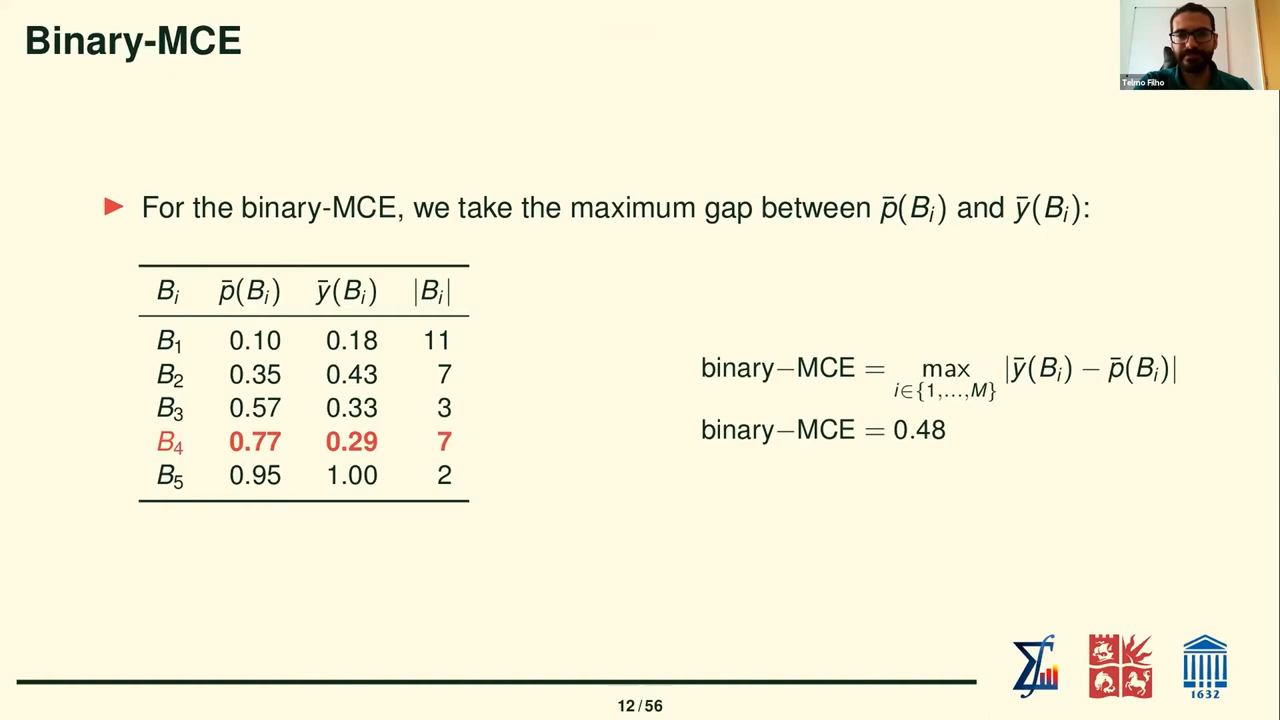 Binary-MCE
Telmo Filho
▶ For the binary-MCE, we take the maximum gap between p̄(Bᵢ) and ȳ(Bᵢ):
Bᵢ p̄(Bᵢ) ȳ(Bᵢ) |Bᵢ|
B₁ 0.10 0.18 11
B₂ 0.35 0.43 7
B₃ 0.57 0.33 3
B₄ 0.77 0.29 7
B₅ 0.95 1.00 2
binary−MCE = max |ȳ(Bᵢ) − p̄(Bᵢ)|
i∈{1,...,M}
binary−MCE = 0.48
1632
12/56